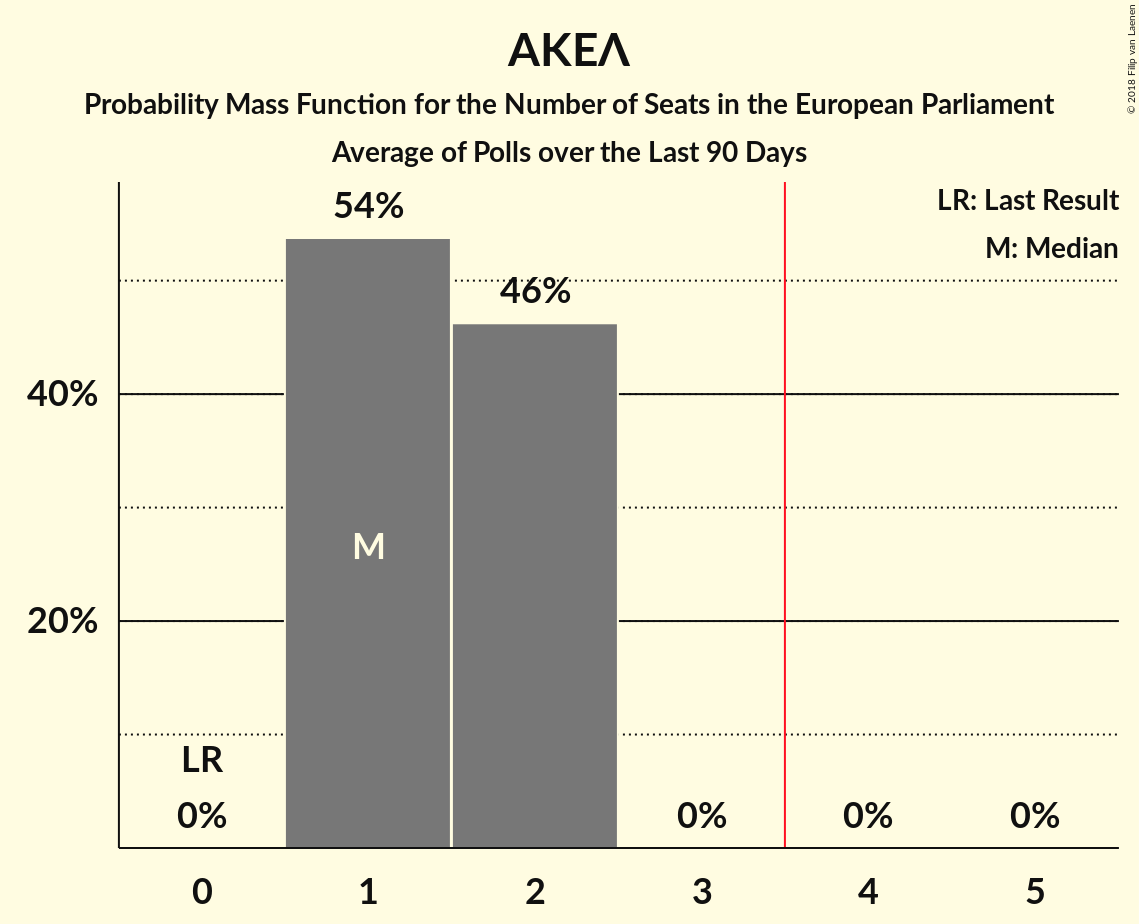 ΑΚΕΛ
Probability Mass Function for the Number of Seats in the European Parliament
Average of Polls over the Last 90 Days
© 2018 Filip van Laenen
LR: Last Result
M: Median
54%
46%
40%
M
20%
LR
0%
0%
0%
0%
0 1 2 3 4 5